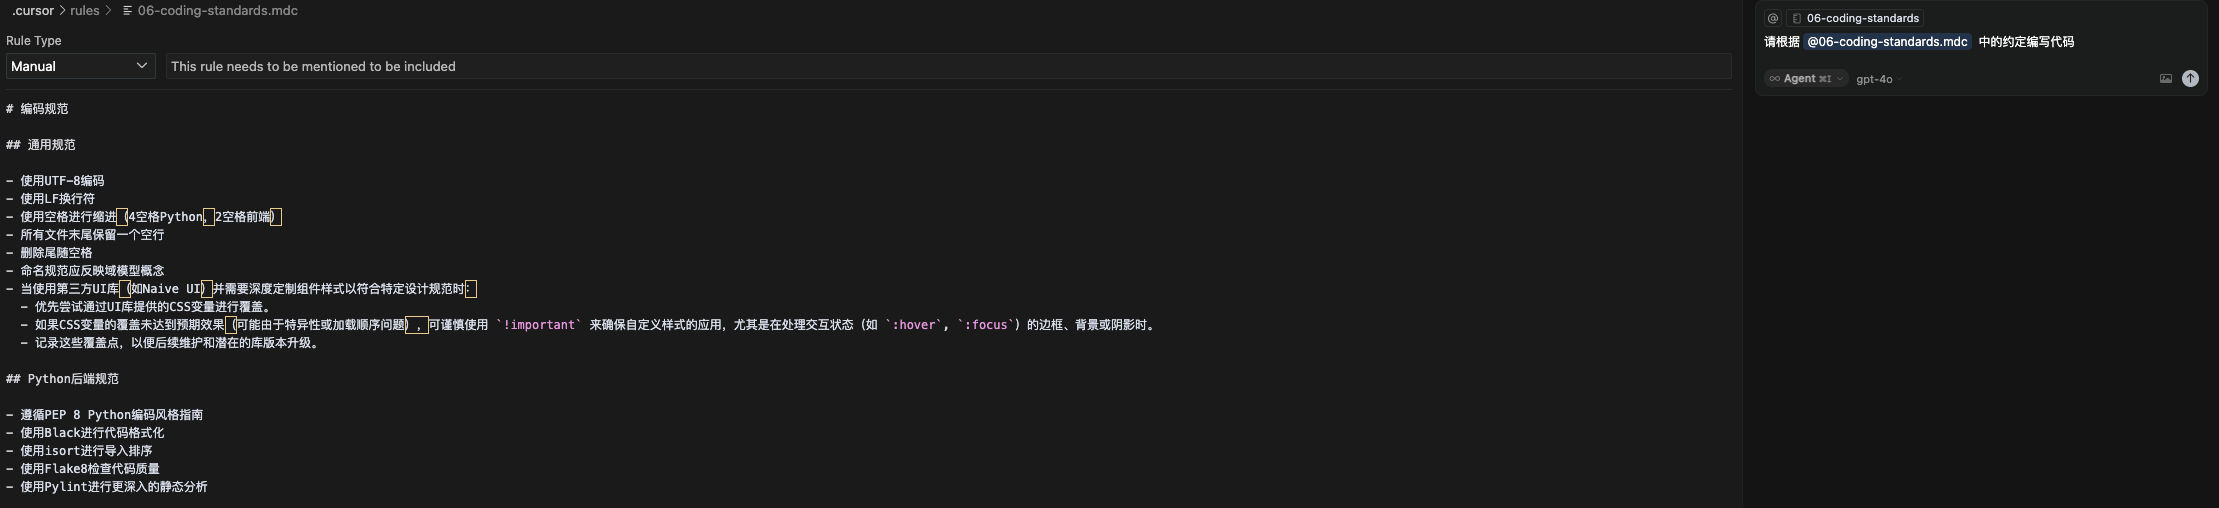 .cursor > rules > 06-coding-standards.mdc
Rule Type
Manual
This rule needs to be mentioned to be included
# 编码规范
## 通用规范
- 使用UTF-8编码
- 使用LF换行符
- 使用空格进行缩进（4空格Python，2空格前端）
- 所有文件末尾保留一个空行
- 删除尾随空格
- 命名规范应反映域模型概念
- 当使用第三方UI库（如Naive UI）并需要深度定制组件样式以符合特定设计规范时：
- 优先尝试通过UI库提供的CSS变量进行覆盖。
- 如果CSS变量的覆盖未达到预期效果（可能由于特异性或加载顺序问题），可谨慎使用 `!important` 来确保自定义样式的应用，尤其是在处理交互状态（如 `:hover`, `:focus`）的边框、背景或阴影时。
- 记录这些覆盖点，以便后续维护和潜在的库版本升级。
## Python后端规范
- 遵循PEP 8 Python编码风格指南
- 使用Black进行代码格式化
- 使用isort进行导入排序
- 使用Flake8检查代码质量
- 使用Pylint进行更深入的静态分析
@ 06-coding-standards
请根据 @06-coding-standards.mdc 中的约定编写代码
∞ Agent ⌘I gpt-4o